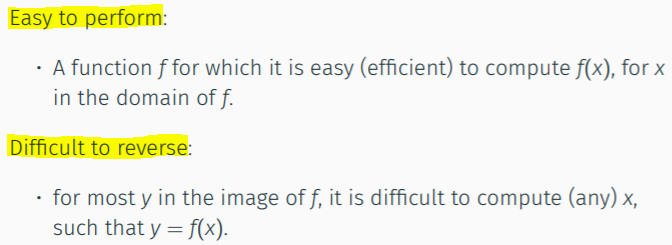 Easy to perform:
• A function f for which it is easy (efficient) to compute f(x), for x
in the domain of f.
Difficult to reverse:
• for most y in the image of f, it is difficult to compute (any) x,
such that y = f(x).